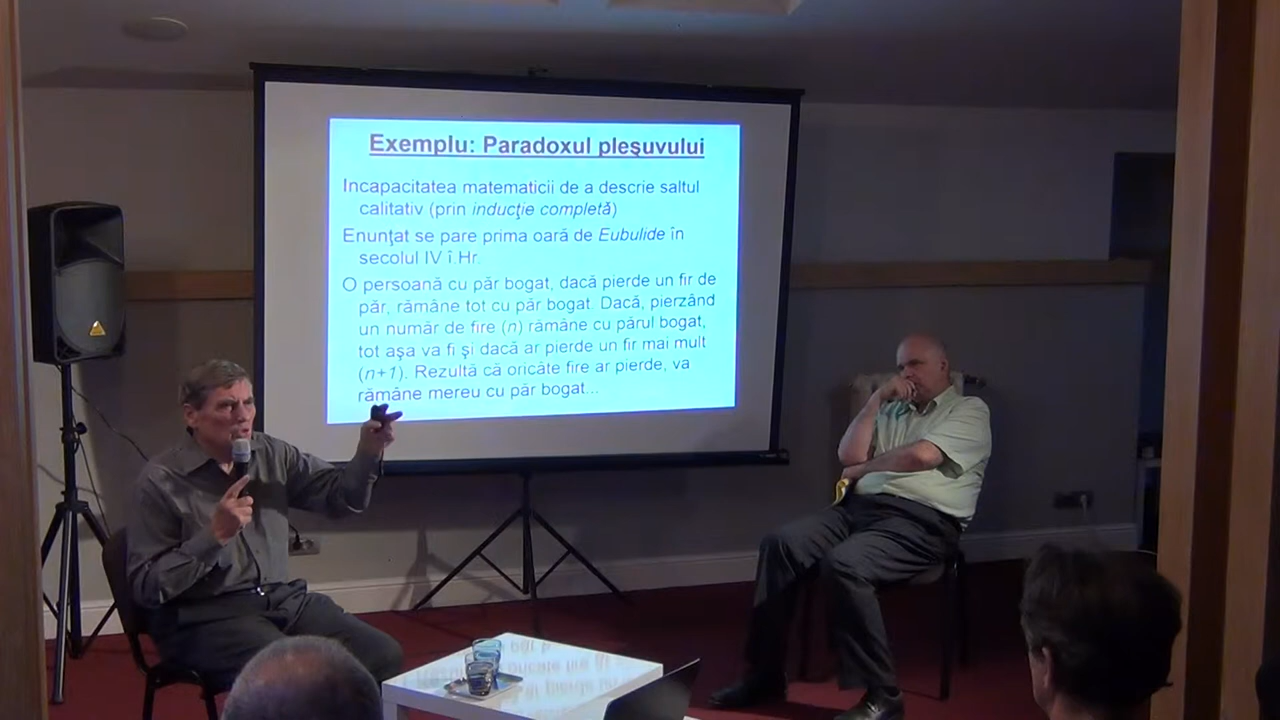 Exemplu: Paradoxul pleşuvului
Incapacitatea matematicii de a descrie saltul
calitativ (prin inducţie completă)
Enunţat se pare prima oară de Eubulide în
secolul IV î.Hr.
O persoană cu păr bogat, dacă pierde un fir de
păr, rămâne tot cu păr bogat. Dacă, pierzând
un număr de fire (n) rămâne cu părul bogat,
tot aşa va fi şi dacă ar pierde un fir mai mult
(n+1). Rezultă că oricâte fire ar pierde, va
rămâne mereu cu păr bogat...